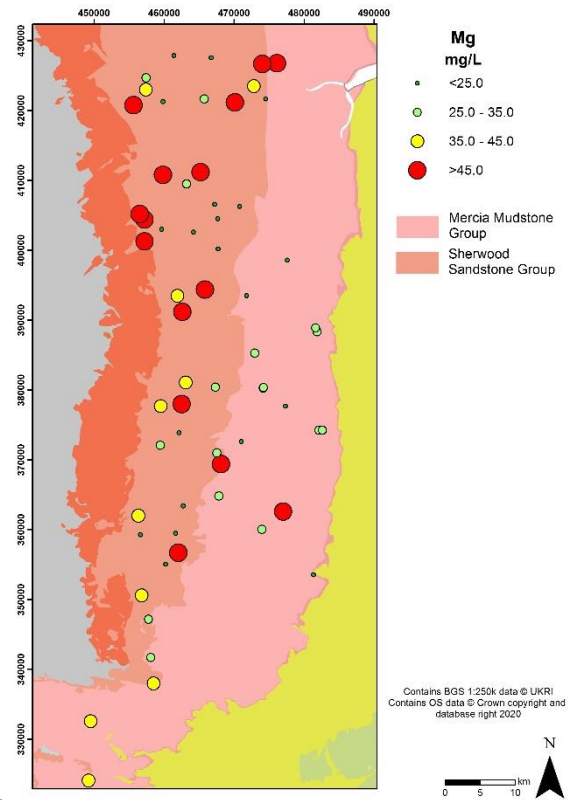 450000 460000 470000 480000 490000
430000
420000
410000
400000
390000
380000
370000
360000
350000
340000
330000
Mg
mg/L
<25.0
25.0 - 35.0
35.0 - 45.0
>45.0
Mercia Mudstone
Group
Sherwood
Sandstone Group
Contains BGS 1:250k data © UKRI
Contains OS data © Crown copyright and
database right 2020
N
km
0 5 10